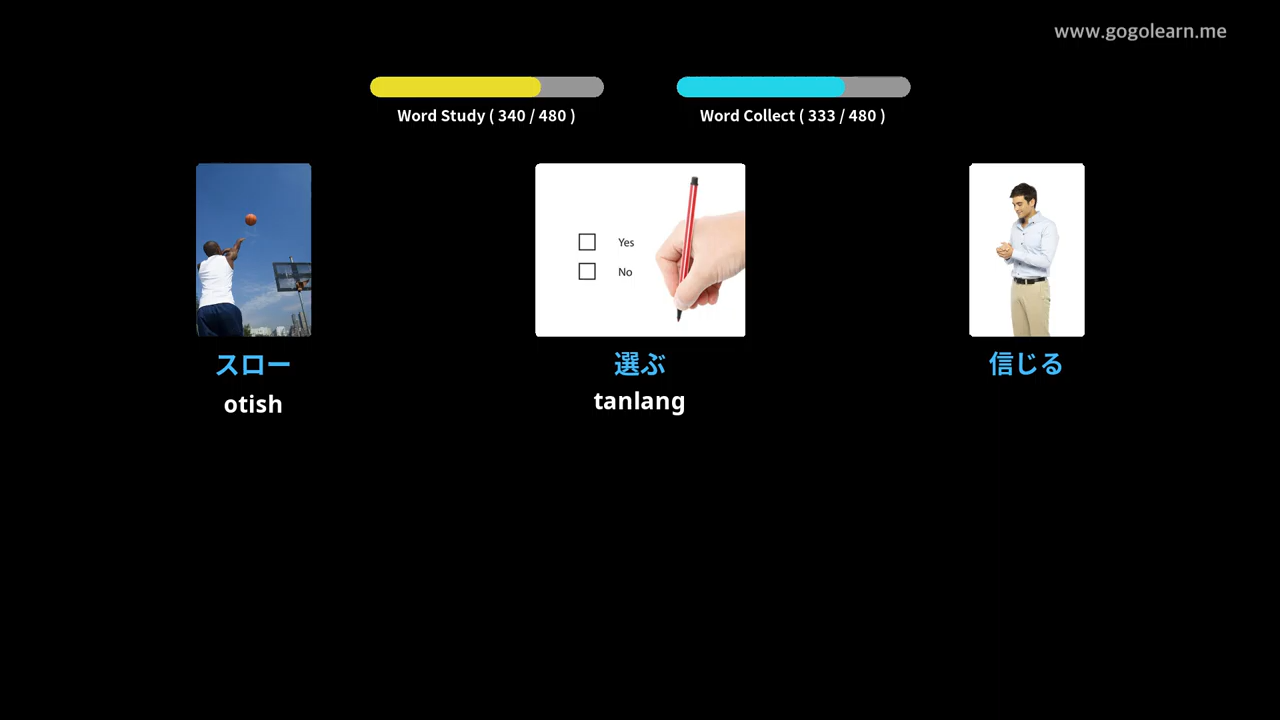 www.gogolearn.me
Word Study ( 340 / 480 )
Word Collect ( 333 / 480 )
Yes
No
スロー
選ぶ
信じる
otish
tanlang